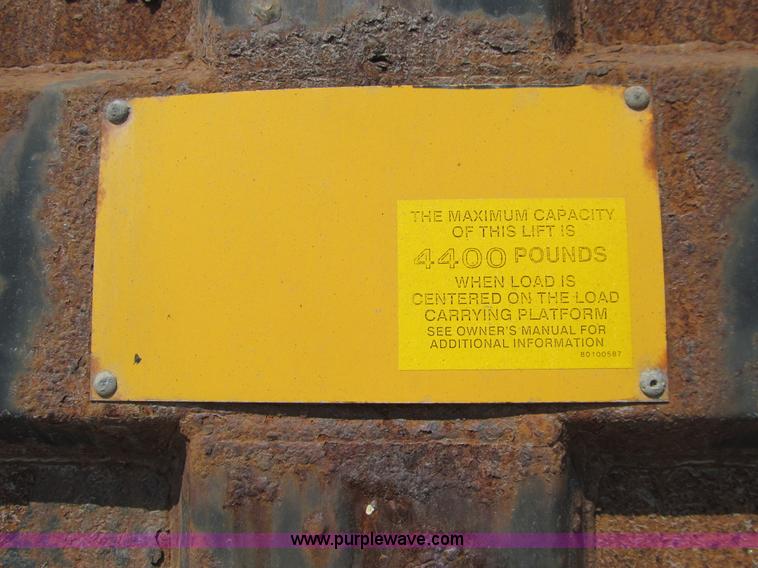 THE MAXIMUM CAPACITY
OF THIS LIFT IS
4400 POUNDS
WHEN LOAD IS
CENTERED ON THE LOAD
CARRYING PLATFORM
SEE OWNER'S MANUAL FOR
ADDITIONAL INFORMATION
80100587
www.purplewave.com